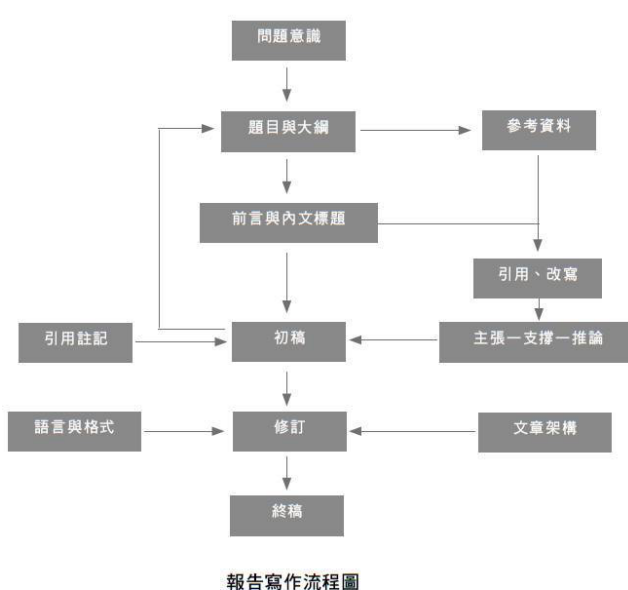 問題意識
題目與大綱
參考資料
前言與內文標題
引用、改寫
引用註記
初稿
主張—支撐—推論
語言與格式
修訂
文章架構
終稿
報告寫作流程圖